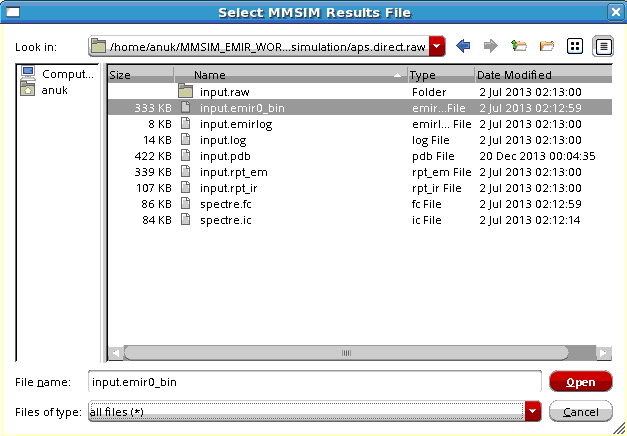 Select MMSIM Results File
Look in: /home/anuk/MMSIM_EMIR_WOR...simulation/aps.direct.raw
Comput...
anuk
Size Name Type Date Modified
input.raw Folder 2 Jul 2013 02:13:00
333 KB input.emir0_bin emir...File 2 Jul 2013 02:12:59
8 KB input.emirlog emirl... File 2 Jul 2013 02:13:00
14 KB input.log log File 2 Jul 2013 02:13:00
422 KB input.pdb pdb File 20 Dec 2013 00:04:35
339 KB input.rpt_em rpt_em File 2 Jul 2013 02:13:00
107 KB input.rpt_ir rpt_ir File 2 Jul 2013 02:13:00
86 KB spectre.fc fc File 2 Jul 2013 02:12:59
84 KB spectre.ic ic File 2 Jul 2013 02:12:14
File name: input.emir0_bin Open
Files of type: all files (*) Cancel